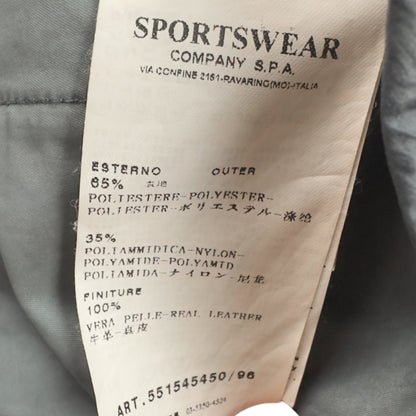 SPORTSWEAR
COMPANY S.P.A.
VIA CONFINE 2161-RAVARINO(MO)-ITALIA
ESTERNO OUTER
65% 表地
POLIESTERE-POLYESTER-
POLIESTER-ポリエステル-涤纶
35%
POLIAMMIDICA-NYLON-
POLYAMIDE-POLYAMID
POLIAMIDA-ナイロン-尼龙
FINITURE
100%
VERA PELLE-REAL LEATHER
牛革-真皮
ART. 551545450/96